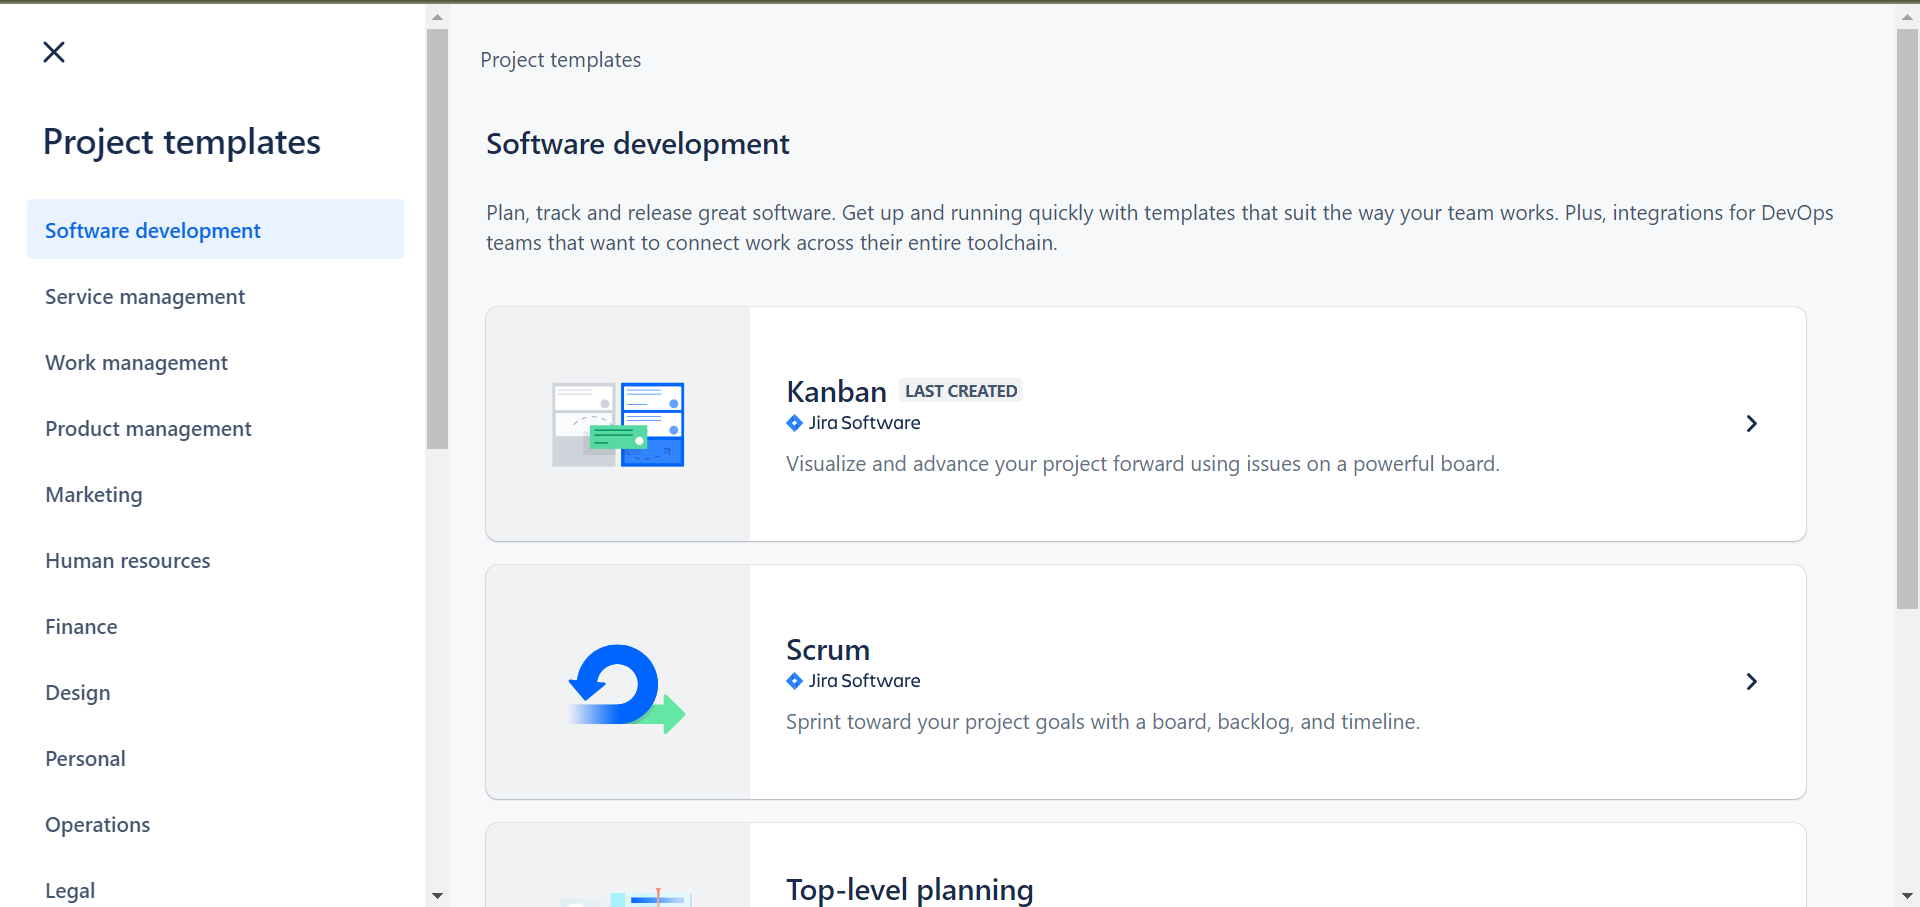 Project templates
Software development
Service management
Work management
Product management
Marketing
Human resources
Finance
Design
Personal
Operations
Legal
Project templates
Software development
Plan, track and release great software. Get up and running quickly with templates that suit the way your team works. Plus, integrations for DevOps
teams that want to connect work across their entire toolchain.
Kanban LAST CREATED
Jira Software
Visualize and advance your project forward using issues on a powerful board.
Scrum
Jira Software
Sprint toward your project goals with a board, backlog, and timeline.
Top-level planning